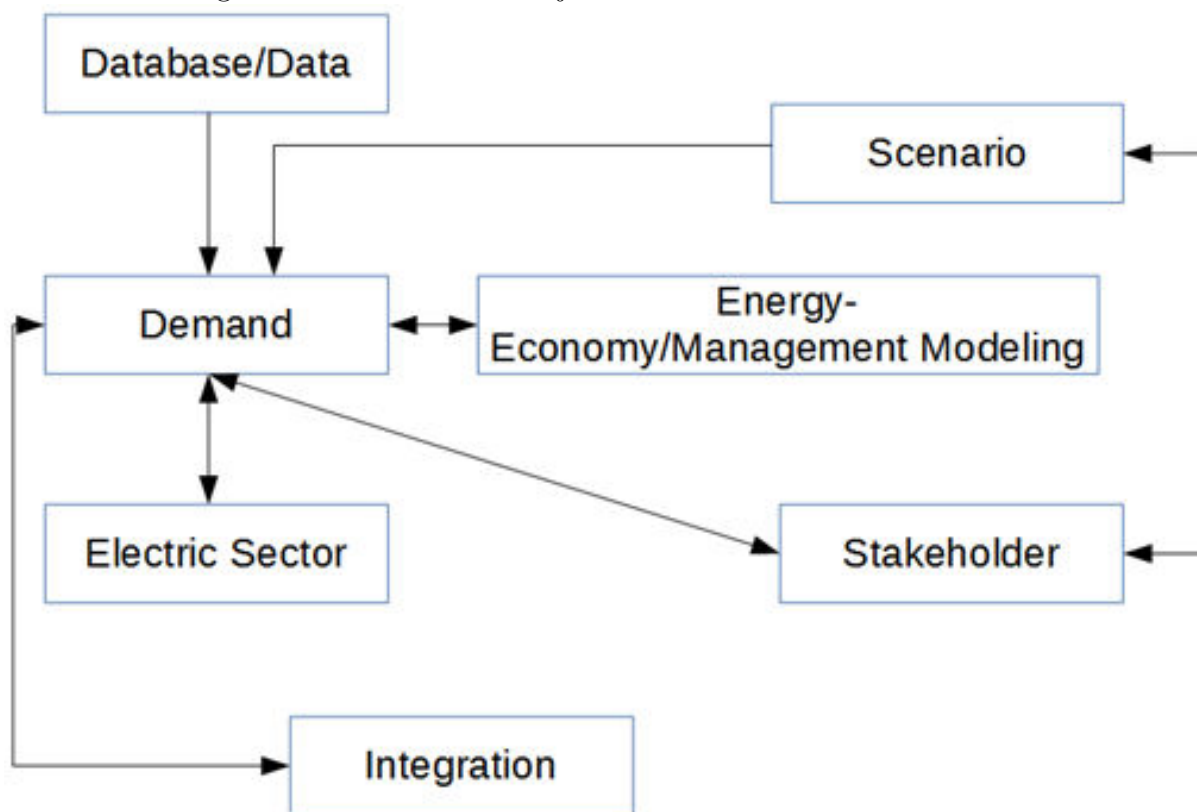 Database/Data
Scenario
Demand
Energy-
Economy/Management Modeling
Electric Sector
Stakeholder
Integration